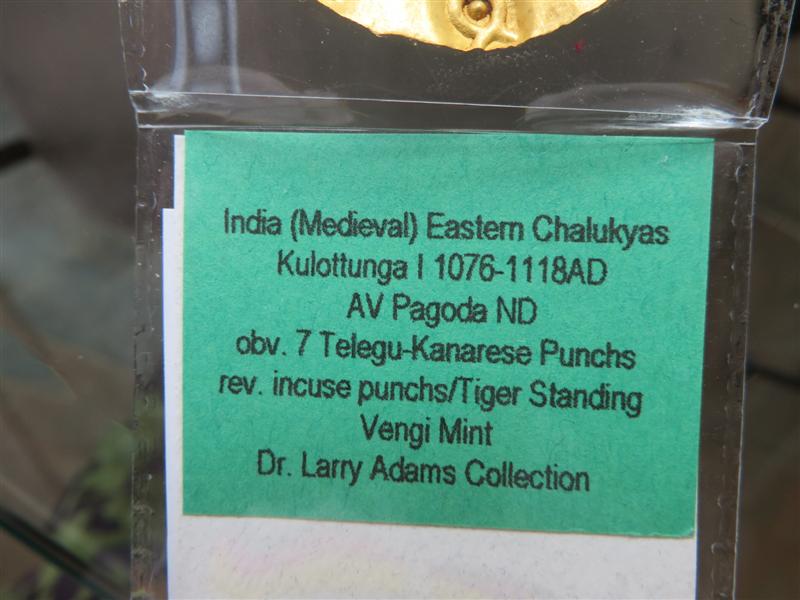 India (Medieval) Eastern Chalukyas
Kulottunga I 1076-1118AD
AV Pagoda ND
obv. 7 Telegu-Kanarese Punchs
rev. incuse punchs/Tiger Standing
Vengi Mint
Dr. Larry Adams Collection